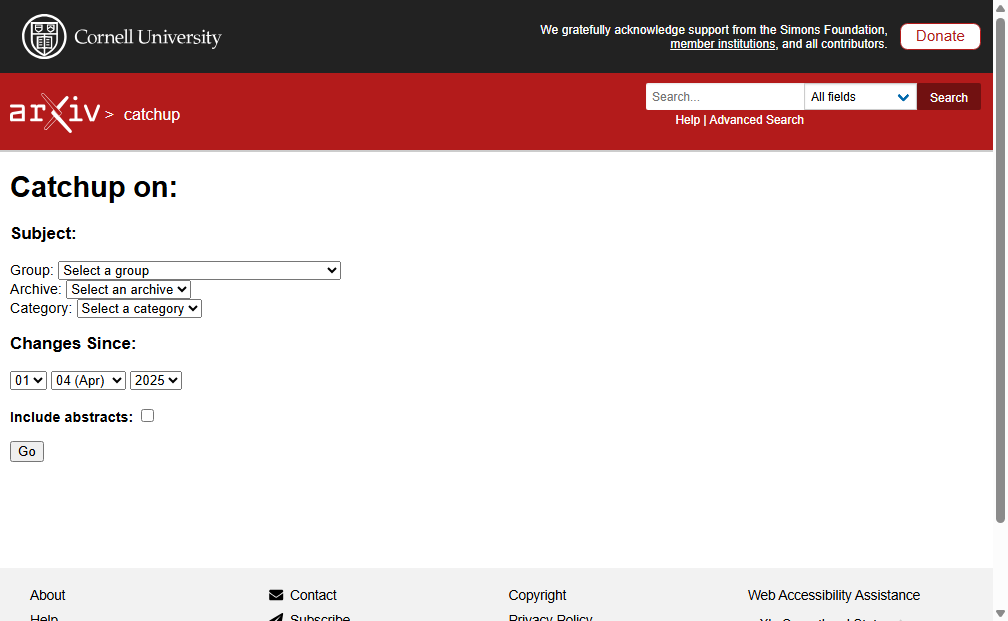 Cornell University
We gratefully acknowledge support from the Simons Foundation,
member institutions, and all contributors.
Donate
arXiv > catchup
Search...
All fields
Search
Help | Advanced Search
Catchup on:
Subject:
Group: Select a group
Archive: Select an archive
Category: Select a category
Changes Since:
01 04 (Apr) 2025
Include abstracts:
Go
About
Contact
Copyright
Web Accessibility Assistance
Help
Subscribe
Privacy Policy